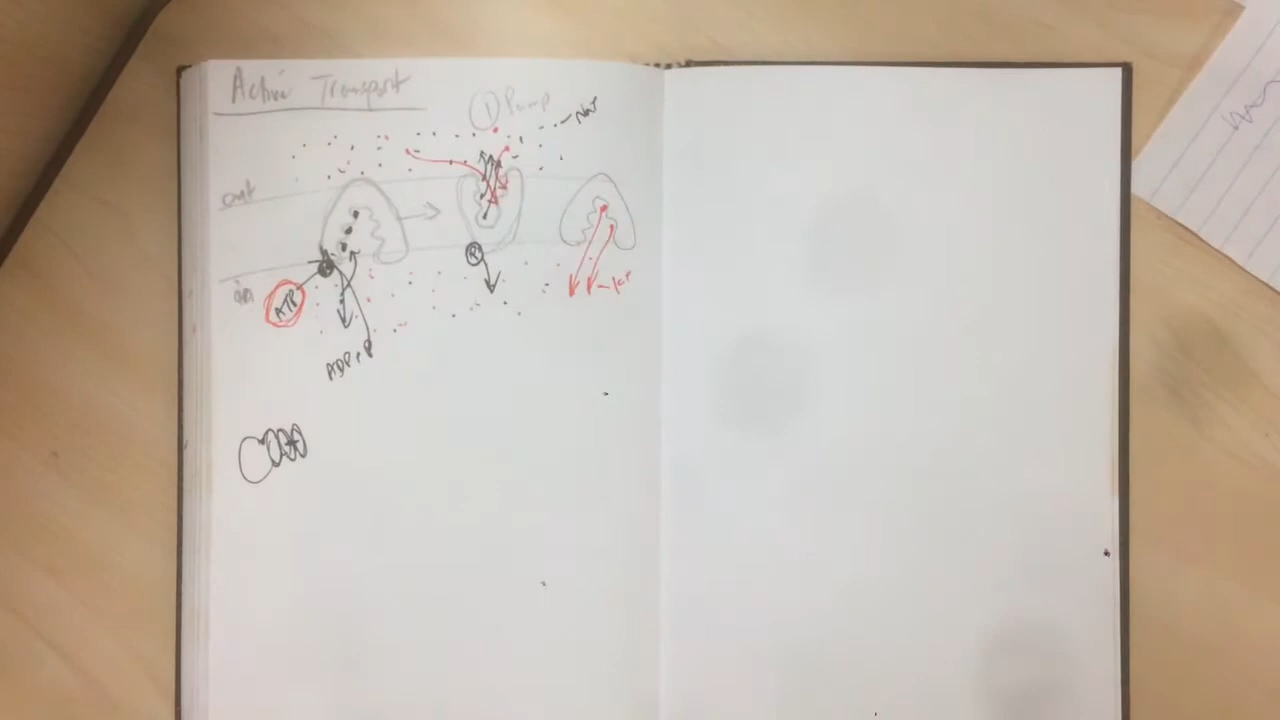 Active Transport
① Pump
Na+
out
in
ATP
P
K+
ADP + P